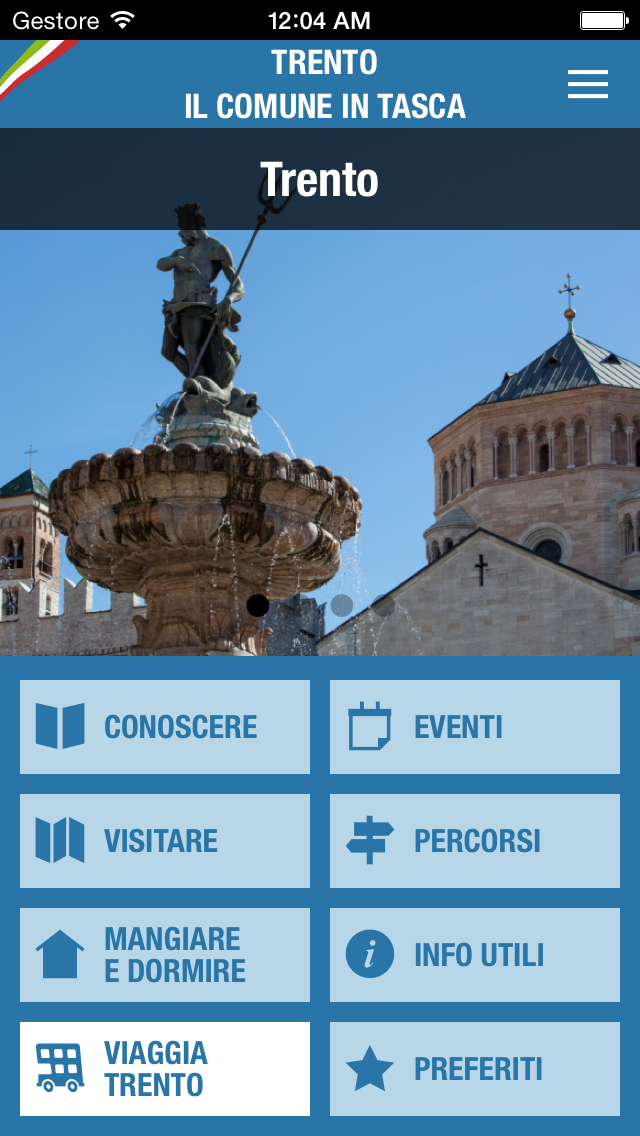 Gestore 12:04 AM
TRENTO
IL COMUNE IN TASCA
Trento
CONOSCERE
EVENTI
VISITARE
PERCORSI
MANGIARE
E DORMIRE
INFO UTILI
VIAGGIA
TRENTO
PREFERITI